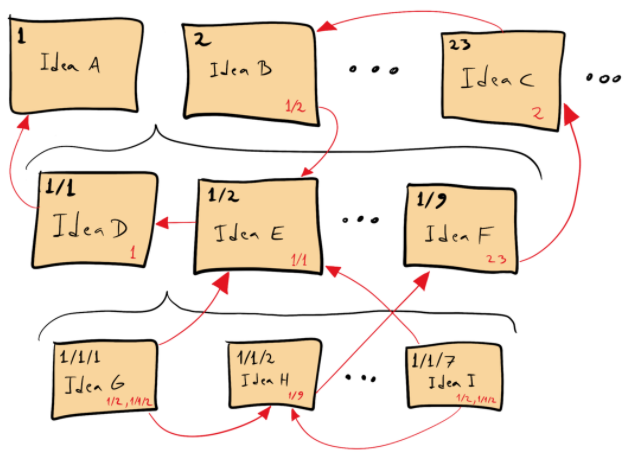 1
Idea A
2
Idea B
1/2
23
Idea C
2
1/1
Idea D
1
1/2
Idea E
1/1
1/9
Idea F
23
1/1/1
Idea G
1/2, 1/1/2
1/1/2
Idea H
1/9
1/1/7
Idea I
1/2, 1/1/2